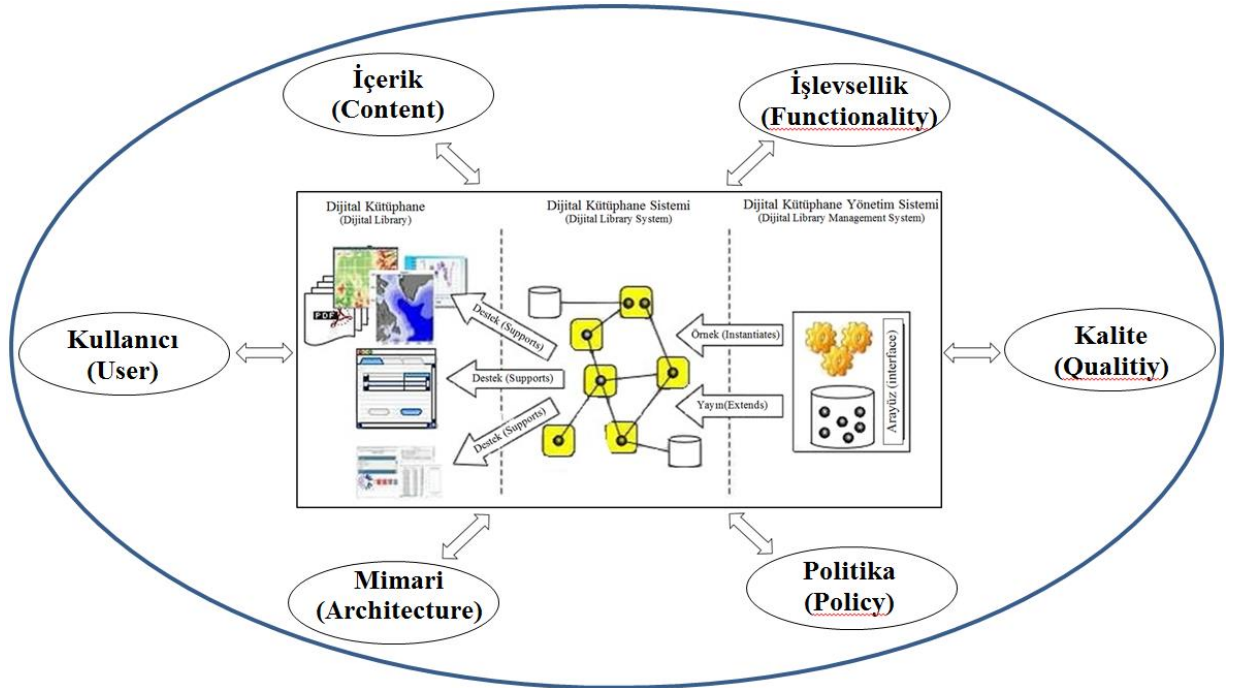 İçerik
(Content)
İşlevsellik
(Functionality)
Dijital Kütüphane
(Dijital Library)
Dijital Kütüphane Sistemi
(Dijital Library System)
Dijital Kütüphane Yönetim Sistemi
(Dijital Library Management System)
PDF
Destek (Supports)
Destek (Supports)
Destek (Supports)
Örnek (Instantiates)
Yayın(Extends)
Arayüz (interface)
Kullanıcı
(User)
Kalite
(Qualitiy)
Mimari
(Architecture)
Politika
(Policy)